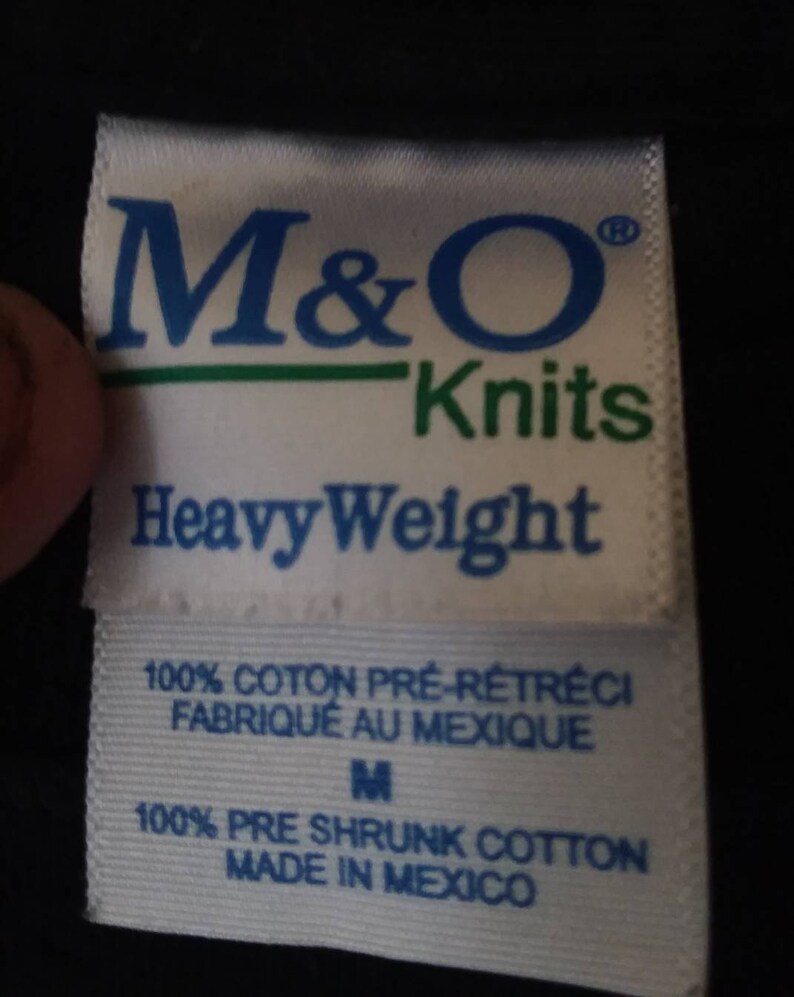 M&O®
Knits
HeavyWeight
100% COTON PRÉ-RÉTRÉCI
FABRIQUÉ AU MEXIQUE
M
100% PRE SHRUNK COTTON
MADE IN MEXICO